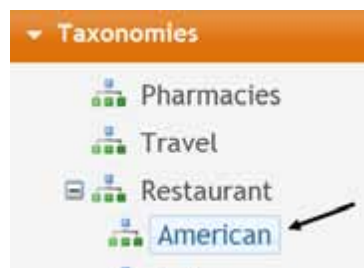 Taxonomies
Pharmacies
Travel
Restaurant
American